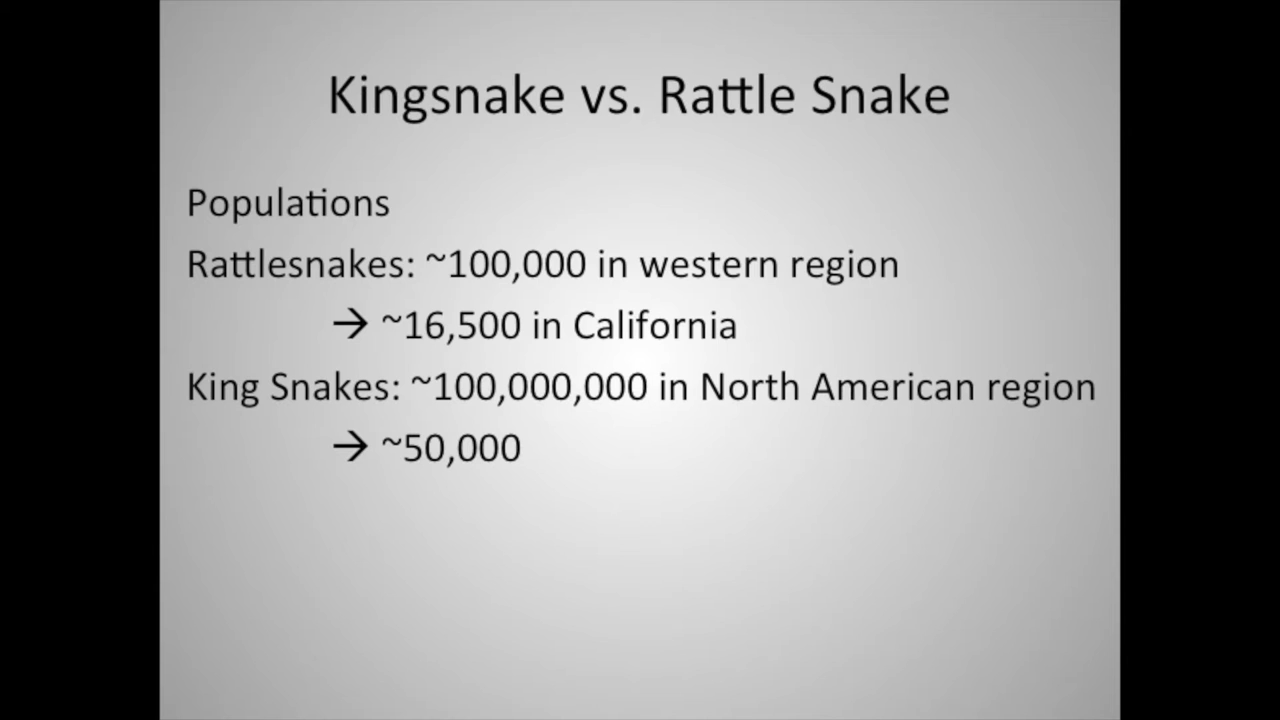 Kingsnake vs. Rattle Snake
Populations
Rattlesnakes: ~100,000 in western region
→ ~16,500 in California
King Snakes: ~100,000,000 in North American region
→ ~50,000